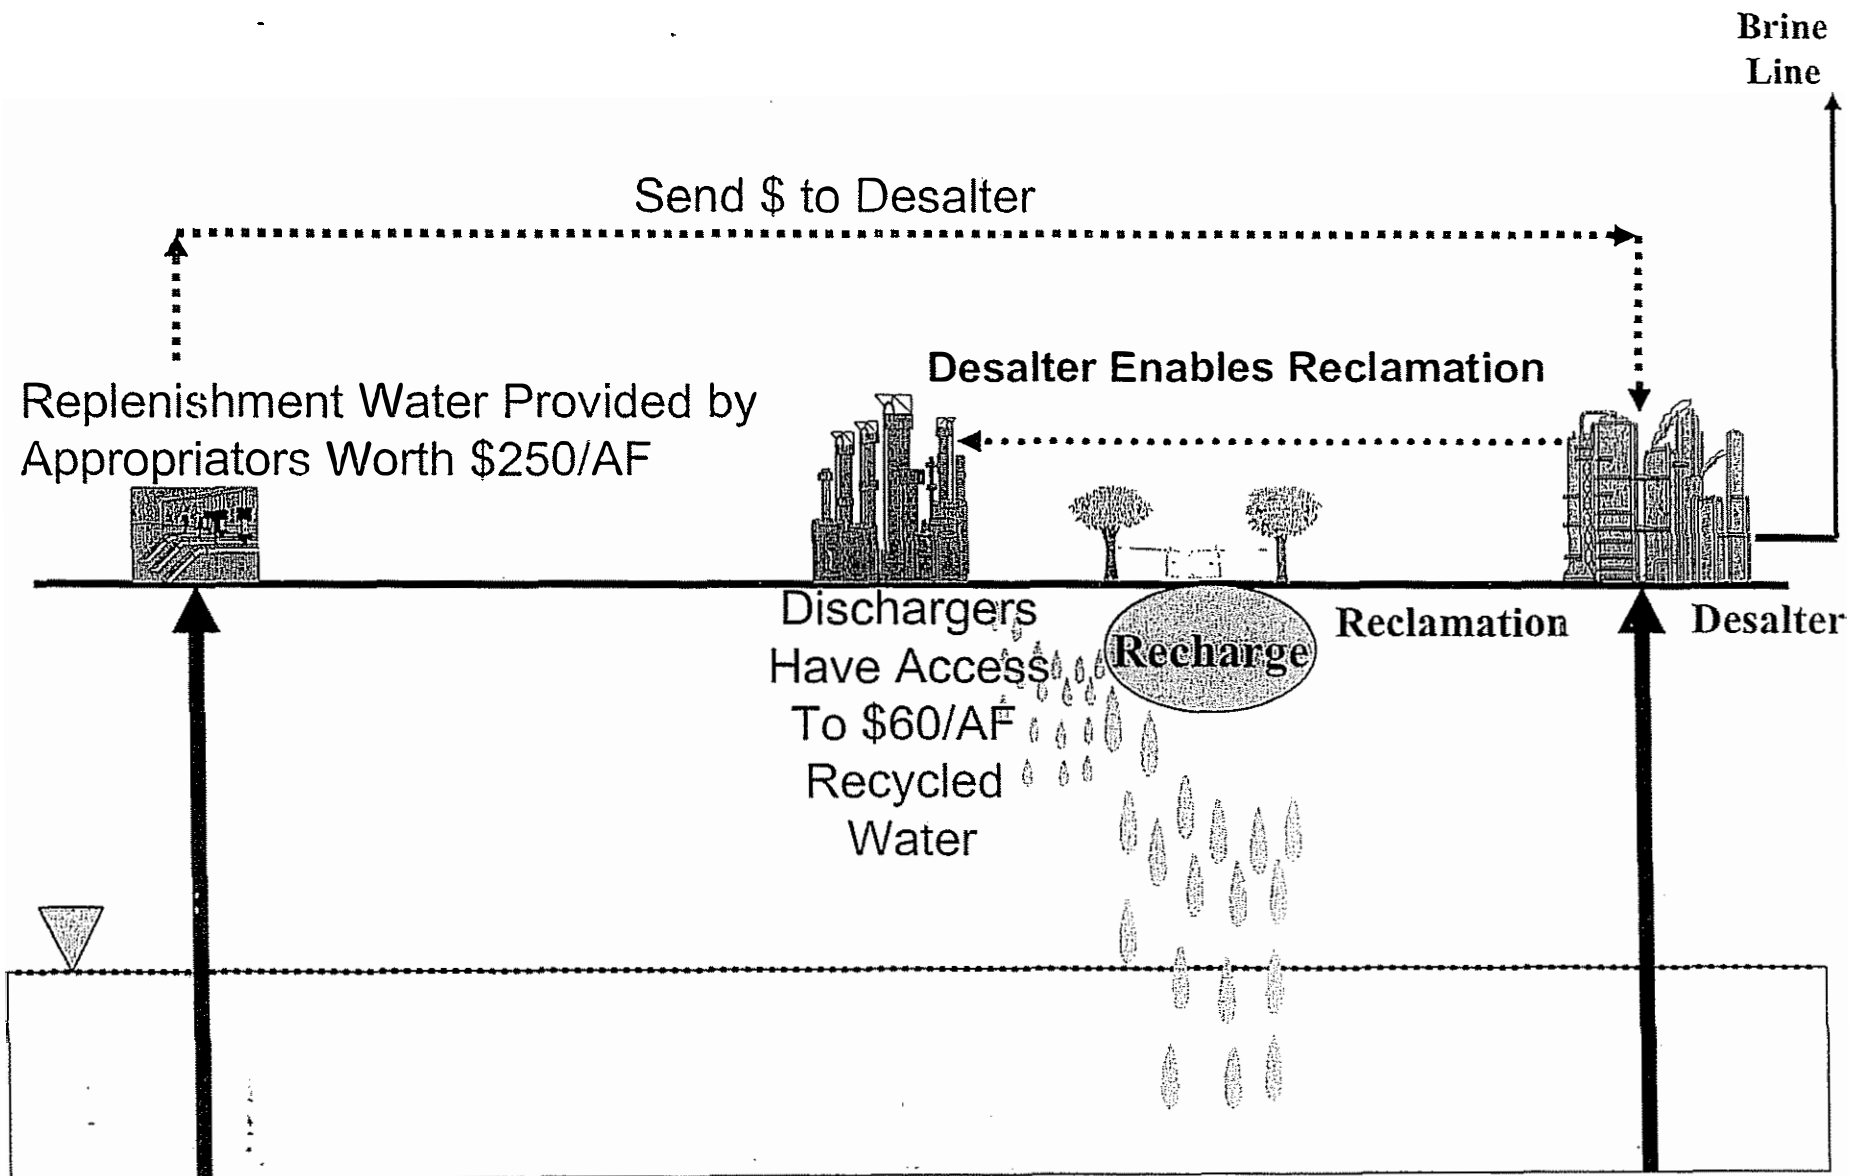 Brine
Line
Send $ to Desalter
Desalter Enables Reclamation
Replenishment Water Provided by
Appropriators Worth $250/AF
Dischargers
Have Access
To $60/AF
Recycled
Water
Recharge
Reclamation
Desalter